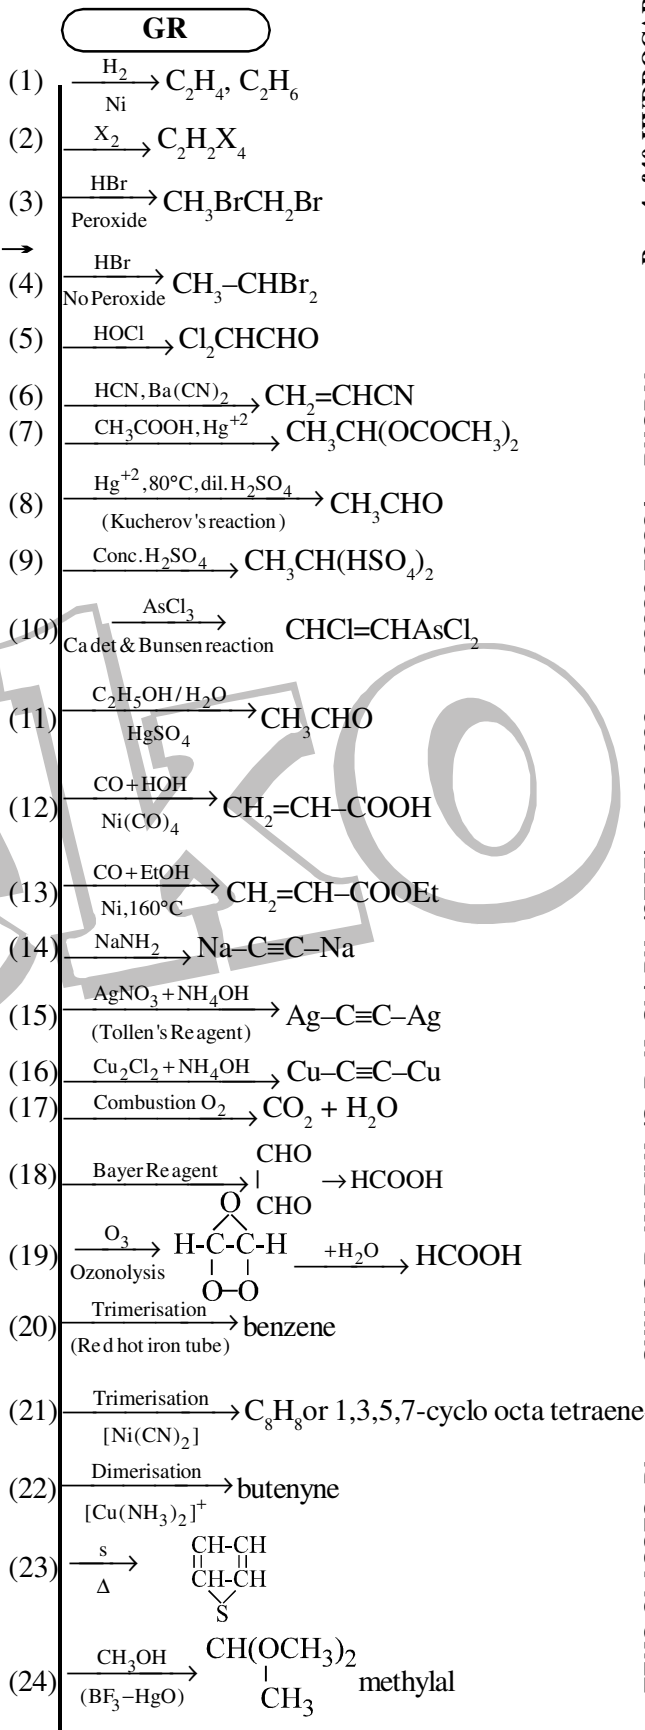 GR
(1) H₂ Ni → C₂H₄, C₂H₆
(2) X₂ → C₂H₂X₄
(3) HBr Peroxide → CH₃BrCH₂Br
→
(4) HBr No Peroxide → CH₃–CHBr₂
(5) HOCl → Cl₂CHCHO
(6) HCN, Ba(CN)₂ → CH₂=CHCN
(7) CH₃COOH, Hg⁺² → CH₃CH(OCOCH₃)₂
(8) Hg⁺², 80°C, dil. H₂SO₄ (Kucherov's reaction) → CH₃CHO
(9) Conc. H₂SO₄ → CH₃CH(HSO₄)₂
(10) AsCl₃ Cadet & Bunsen reaction → CHCl=CHAsCl₂
(11) C₂H₅OH/H₂O HgSO₄ → CH₃CHO
(12) CO+HOH Ni(CO)₄ → CH₂=CH–COOH
(13) CO+EtOH Ni,160°C → CH₂=CH–COOEt
(14) NaNH₂ → Na–C≡C–Na
(15) AgNO₃ + NH₄OH (Tollen's Reagent) → Ag–C≡C–Ag
(16) Cu₂Cl₂ + NH₄OH → Cu–C≡C–Cu
(17) Combustion O₂ → CO₂ + H₂O
(18) Bayer Reagent → CHO | CHO → HCOOH
(19) O₃ Ozonolysis → O H-C-C-H O–O +H₂O → HCOOH
(20) Trimerisation (Red hot iron tube) → benzene
(21) Trimerisation [Ni(CN)₂] → C₈H₈ or 1,3,5,7-cyclo octa tetraene
(22) Dimerisation [Cu(NH₃)₂]⁺ → butenyne
(23) s Δ → CH-CH || || CH-CH S
(24) CH₃OH (BF₃–HgO) → CH(OCH₃)₂ | CH₃ methylal